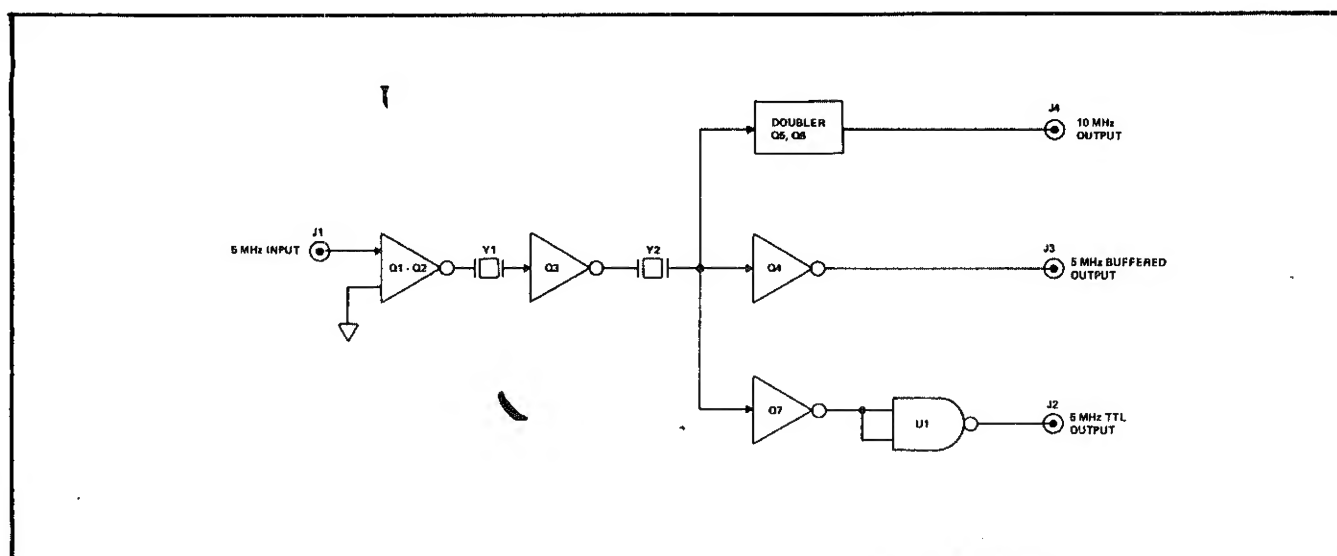 J4
DOUBLER
Q5, Q6
10 MHz
OUTPUT
J1
5 MHz INPUT
Q1 - Q2
Y1
Q3
Y2
Q4
J3
5 MHz BUFFERED
OUTPUT
Q7
U1
J2
5 MHz TTL
OUTPUT